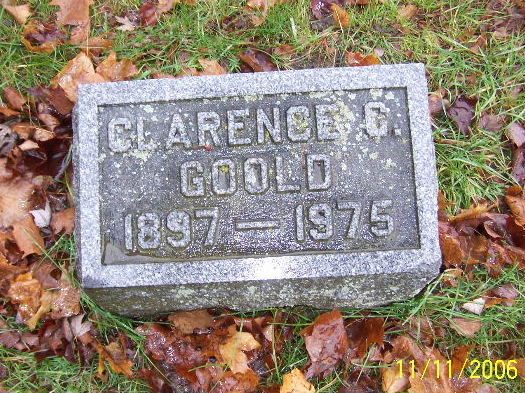 CLARENCE G.
GOOLD
1897 — 1975
11/11/2006